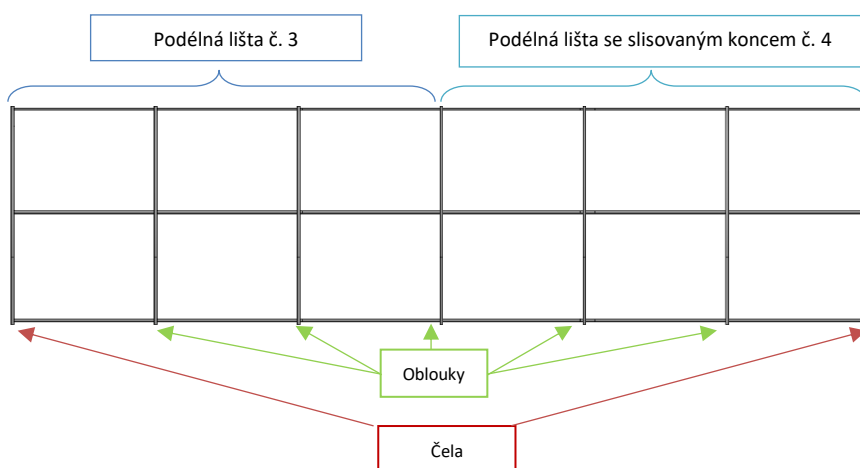 Podélná lišta č. 3
Podélná lišta se slisovaným koncem č. 4
Oblouky
Čela